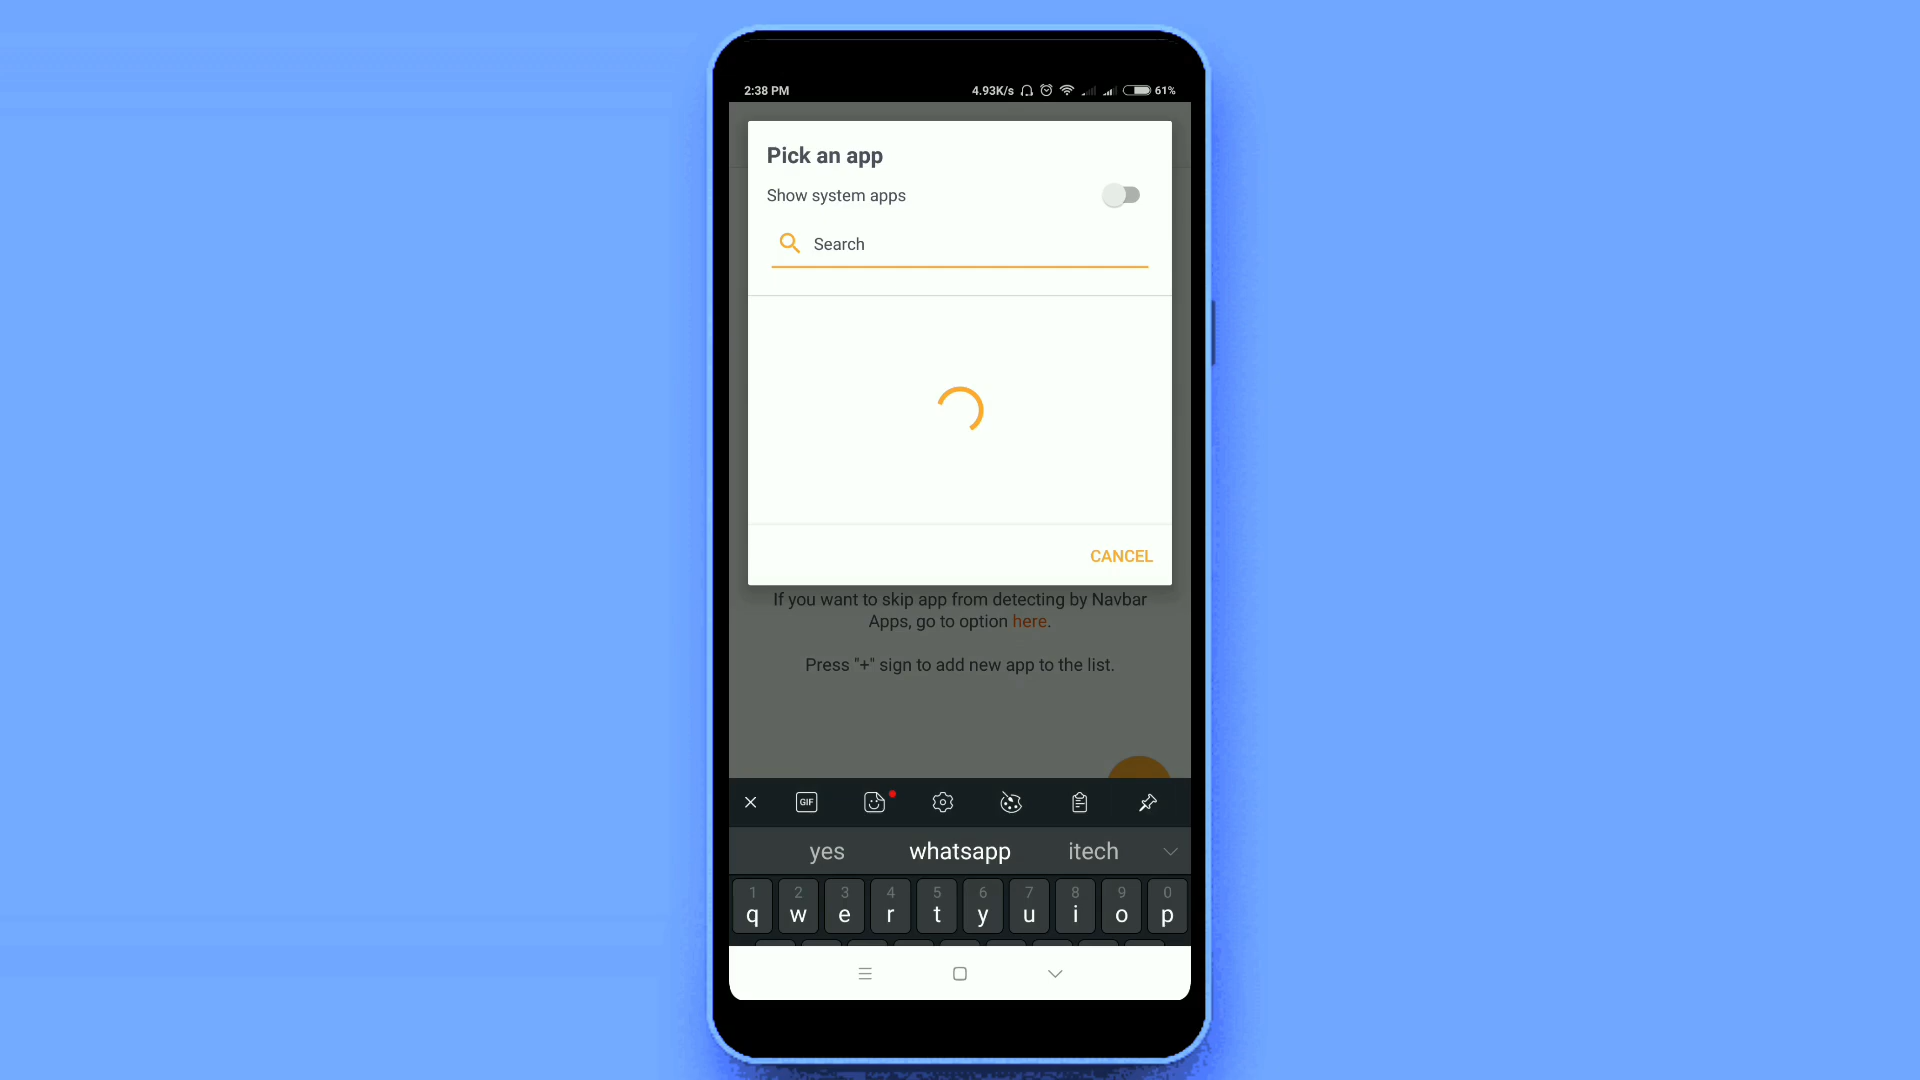 2:38 PM 4.93K/s 61%
Pick an app
Show system apps
Search
CANCEL
If you want to skip app from detecting by Navbar
Apps, go to option here.
Press "+" sign to add new app to the list.
GIF
yes whatsapp itech
1 2 3 4 5 6 7 8 9 0
q w e r t y u i o p